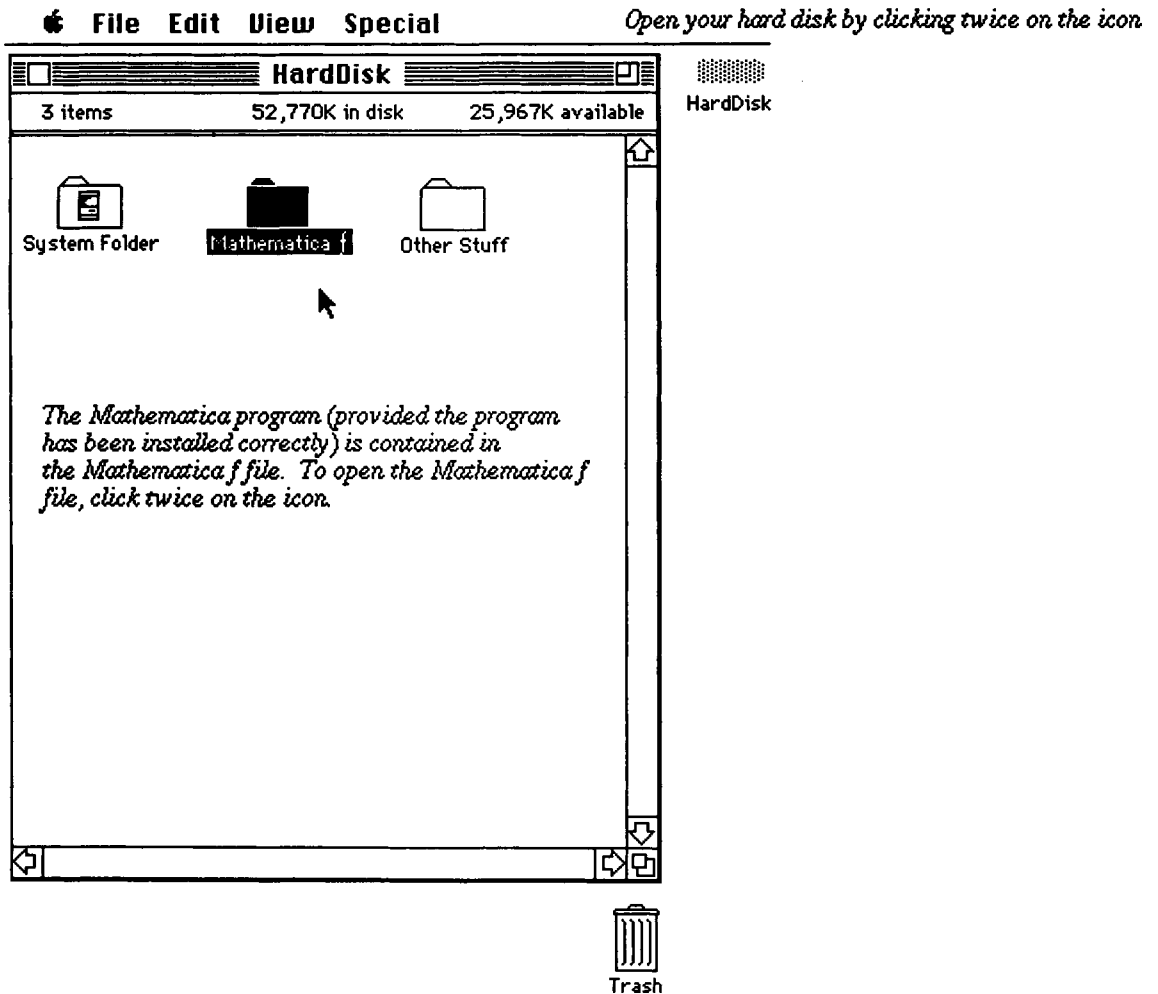 File Edit View Special
Open your hard disk by clicking twice on the icon
HardDisk
3 items 52,770K in disk 25,967K available
HardDisk
System Folder Mathematica f Other Stuff
The Mathematica program (provided the program
has been installed correctly) is contained in
the Mathematica f file. To open the Mathematica f
file, click twice on the icon.
Trash